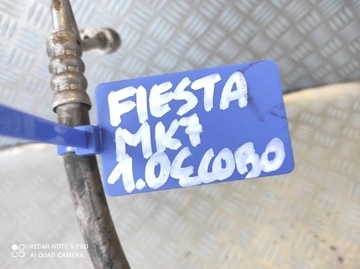 FIESTA
MK7
1.0ECOBO
REDMI NOTE 9 PRO
AI QUAD CAMERA